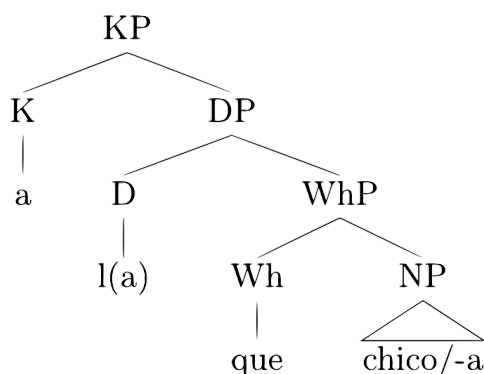 KP
K DP
a D WhP
l(a) Wh NP
que chico/-a